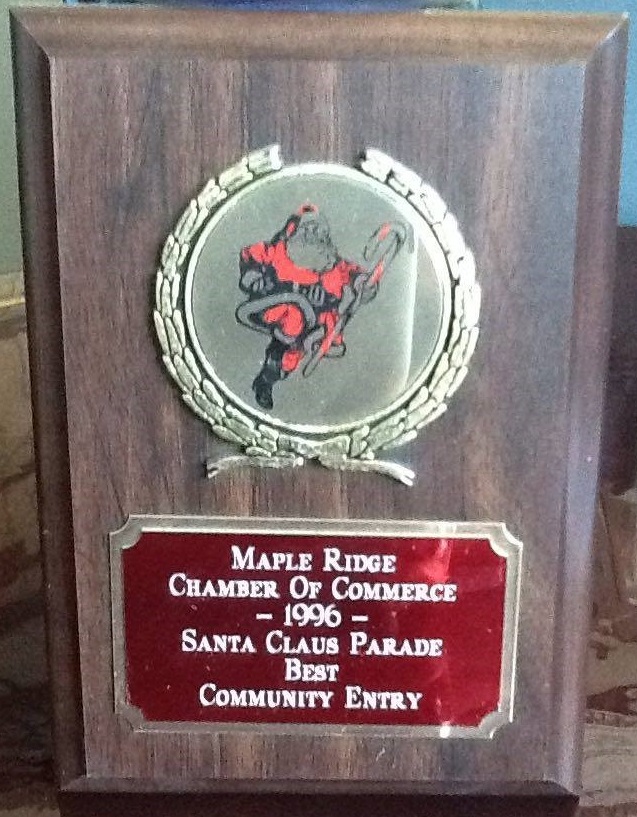 Maple Ridge
Chamber Of Commerce
– 1996 –
Santa Claus Parade
Best
Community Entry